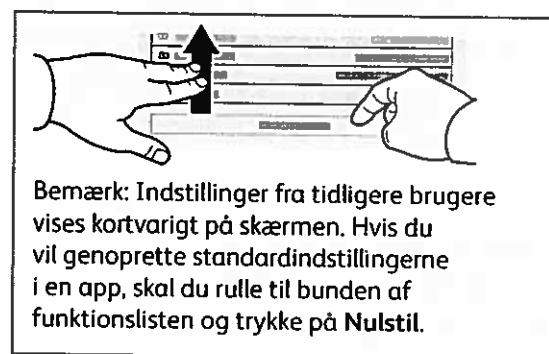 Bemærk: Indstillinger fra tidligere brugere
vises kortvarigt på skærmen. Hvis du
vil genoprette standardindstillingerne
i en app, skal du rulle til bunden af
funktionslisten og trykke på Nulstil.